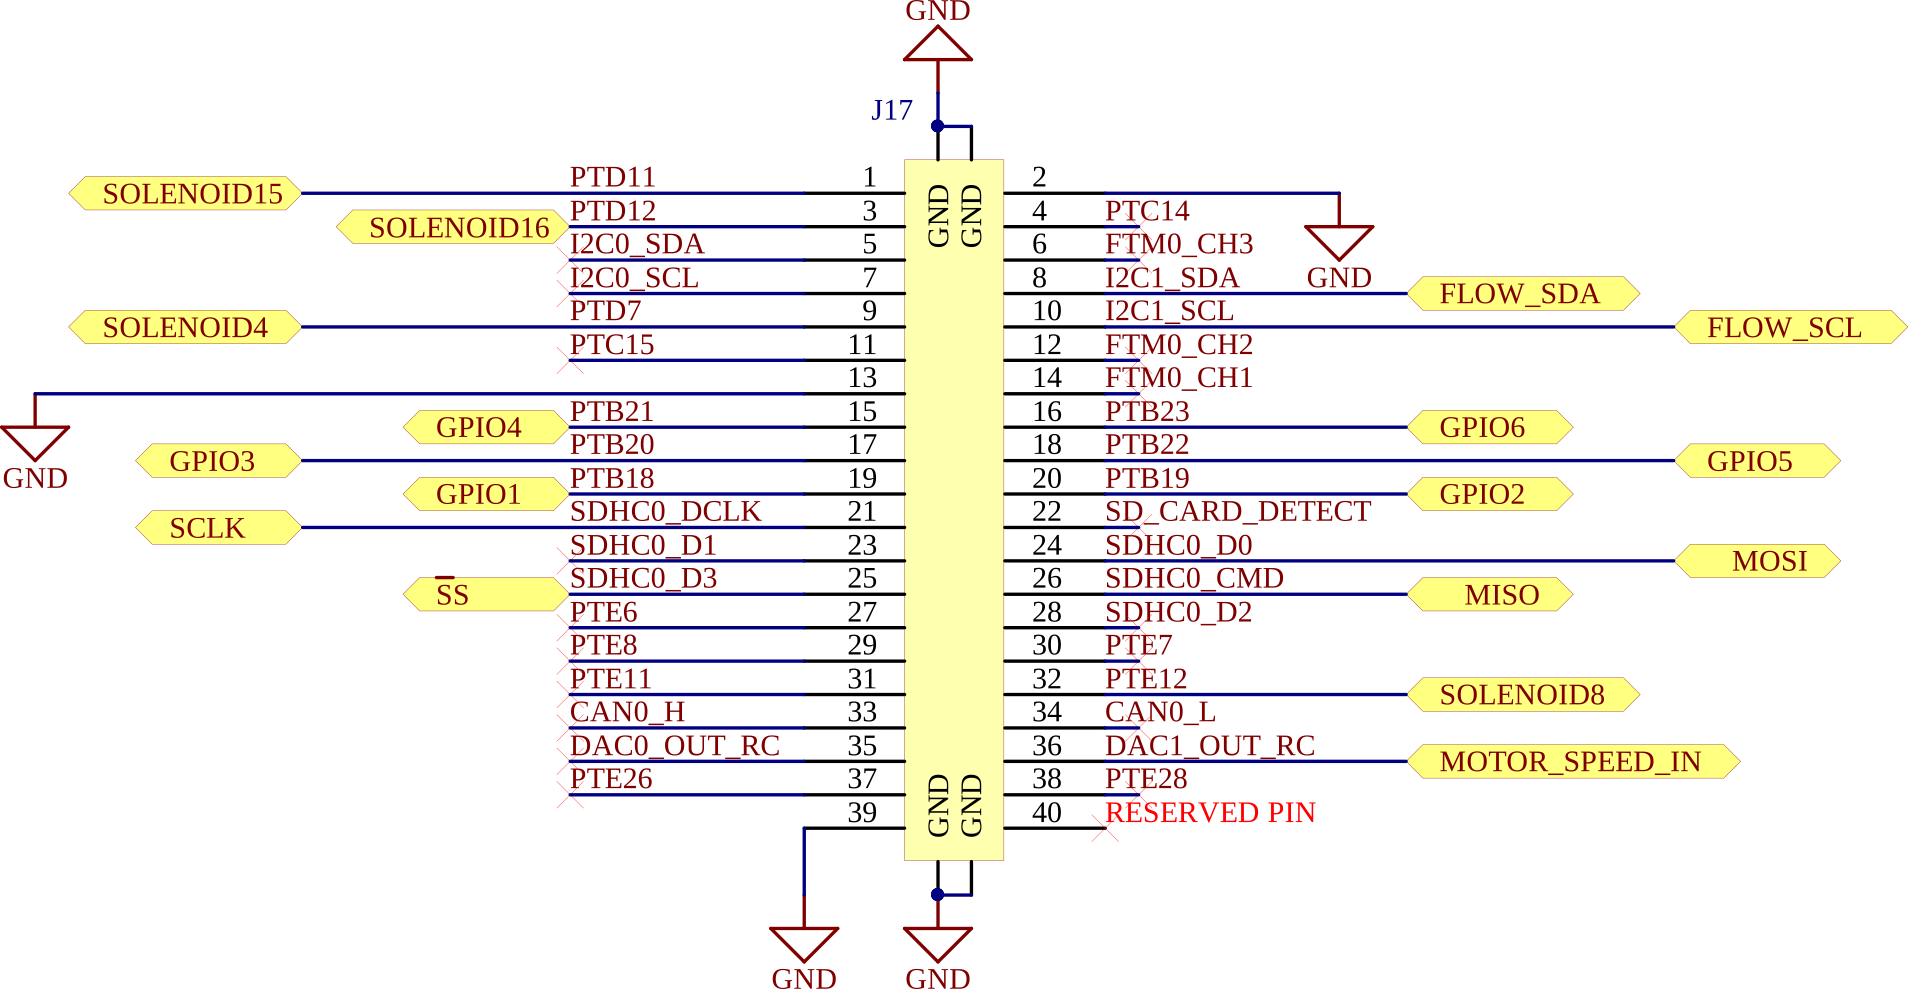 GND
J17
PTD11 1 2
SOLENOID15 GND GND
PTD12 3 4 PTC14
SOLENOID16
I2C0_SDA 5 6 FTM0_CH3
I2C0_SCL 7 8 I2C1_SDA GND
FLOW_SDA
PTD7 9 10 I2C1_SCL
SOLENOID4 FLOW_SCL
PTC15 11 12 FTM0_CH2
13 14 FTM0_CH1
PTB21 15 16 PTB23
GPIO4 GPIO6
PTB20 17 18 PTB22
GPIO3 GPIO5
GND PTB18 19 20 PTB19
GPIO1 GPIO2
SDHC0_DCLK 21 22 SD_CARD_DETECT
SCLK
SDHC0_D1 23 24 SDHC0_D0
MOSI
SDHC0_D3 25 26 SDHC0_CMD
S̅S MISO
PTE6 27 28 SDHC0_D2
PTE8 29 30 PTE7
PTE11 31 32 PTE12
SOLENOID8
CAN0_H 33 34 CAN0_L
DAC0_OUT_RC 35 36 DAC1_OUT_RC
MOTOR_SPEED_IN
PTE26 37 38 PTE28
GND GND
39 40 RESERVED PIN
GND GND